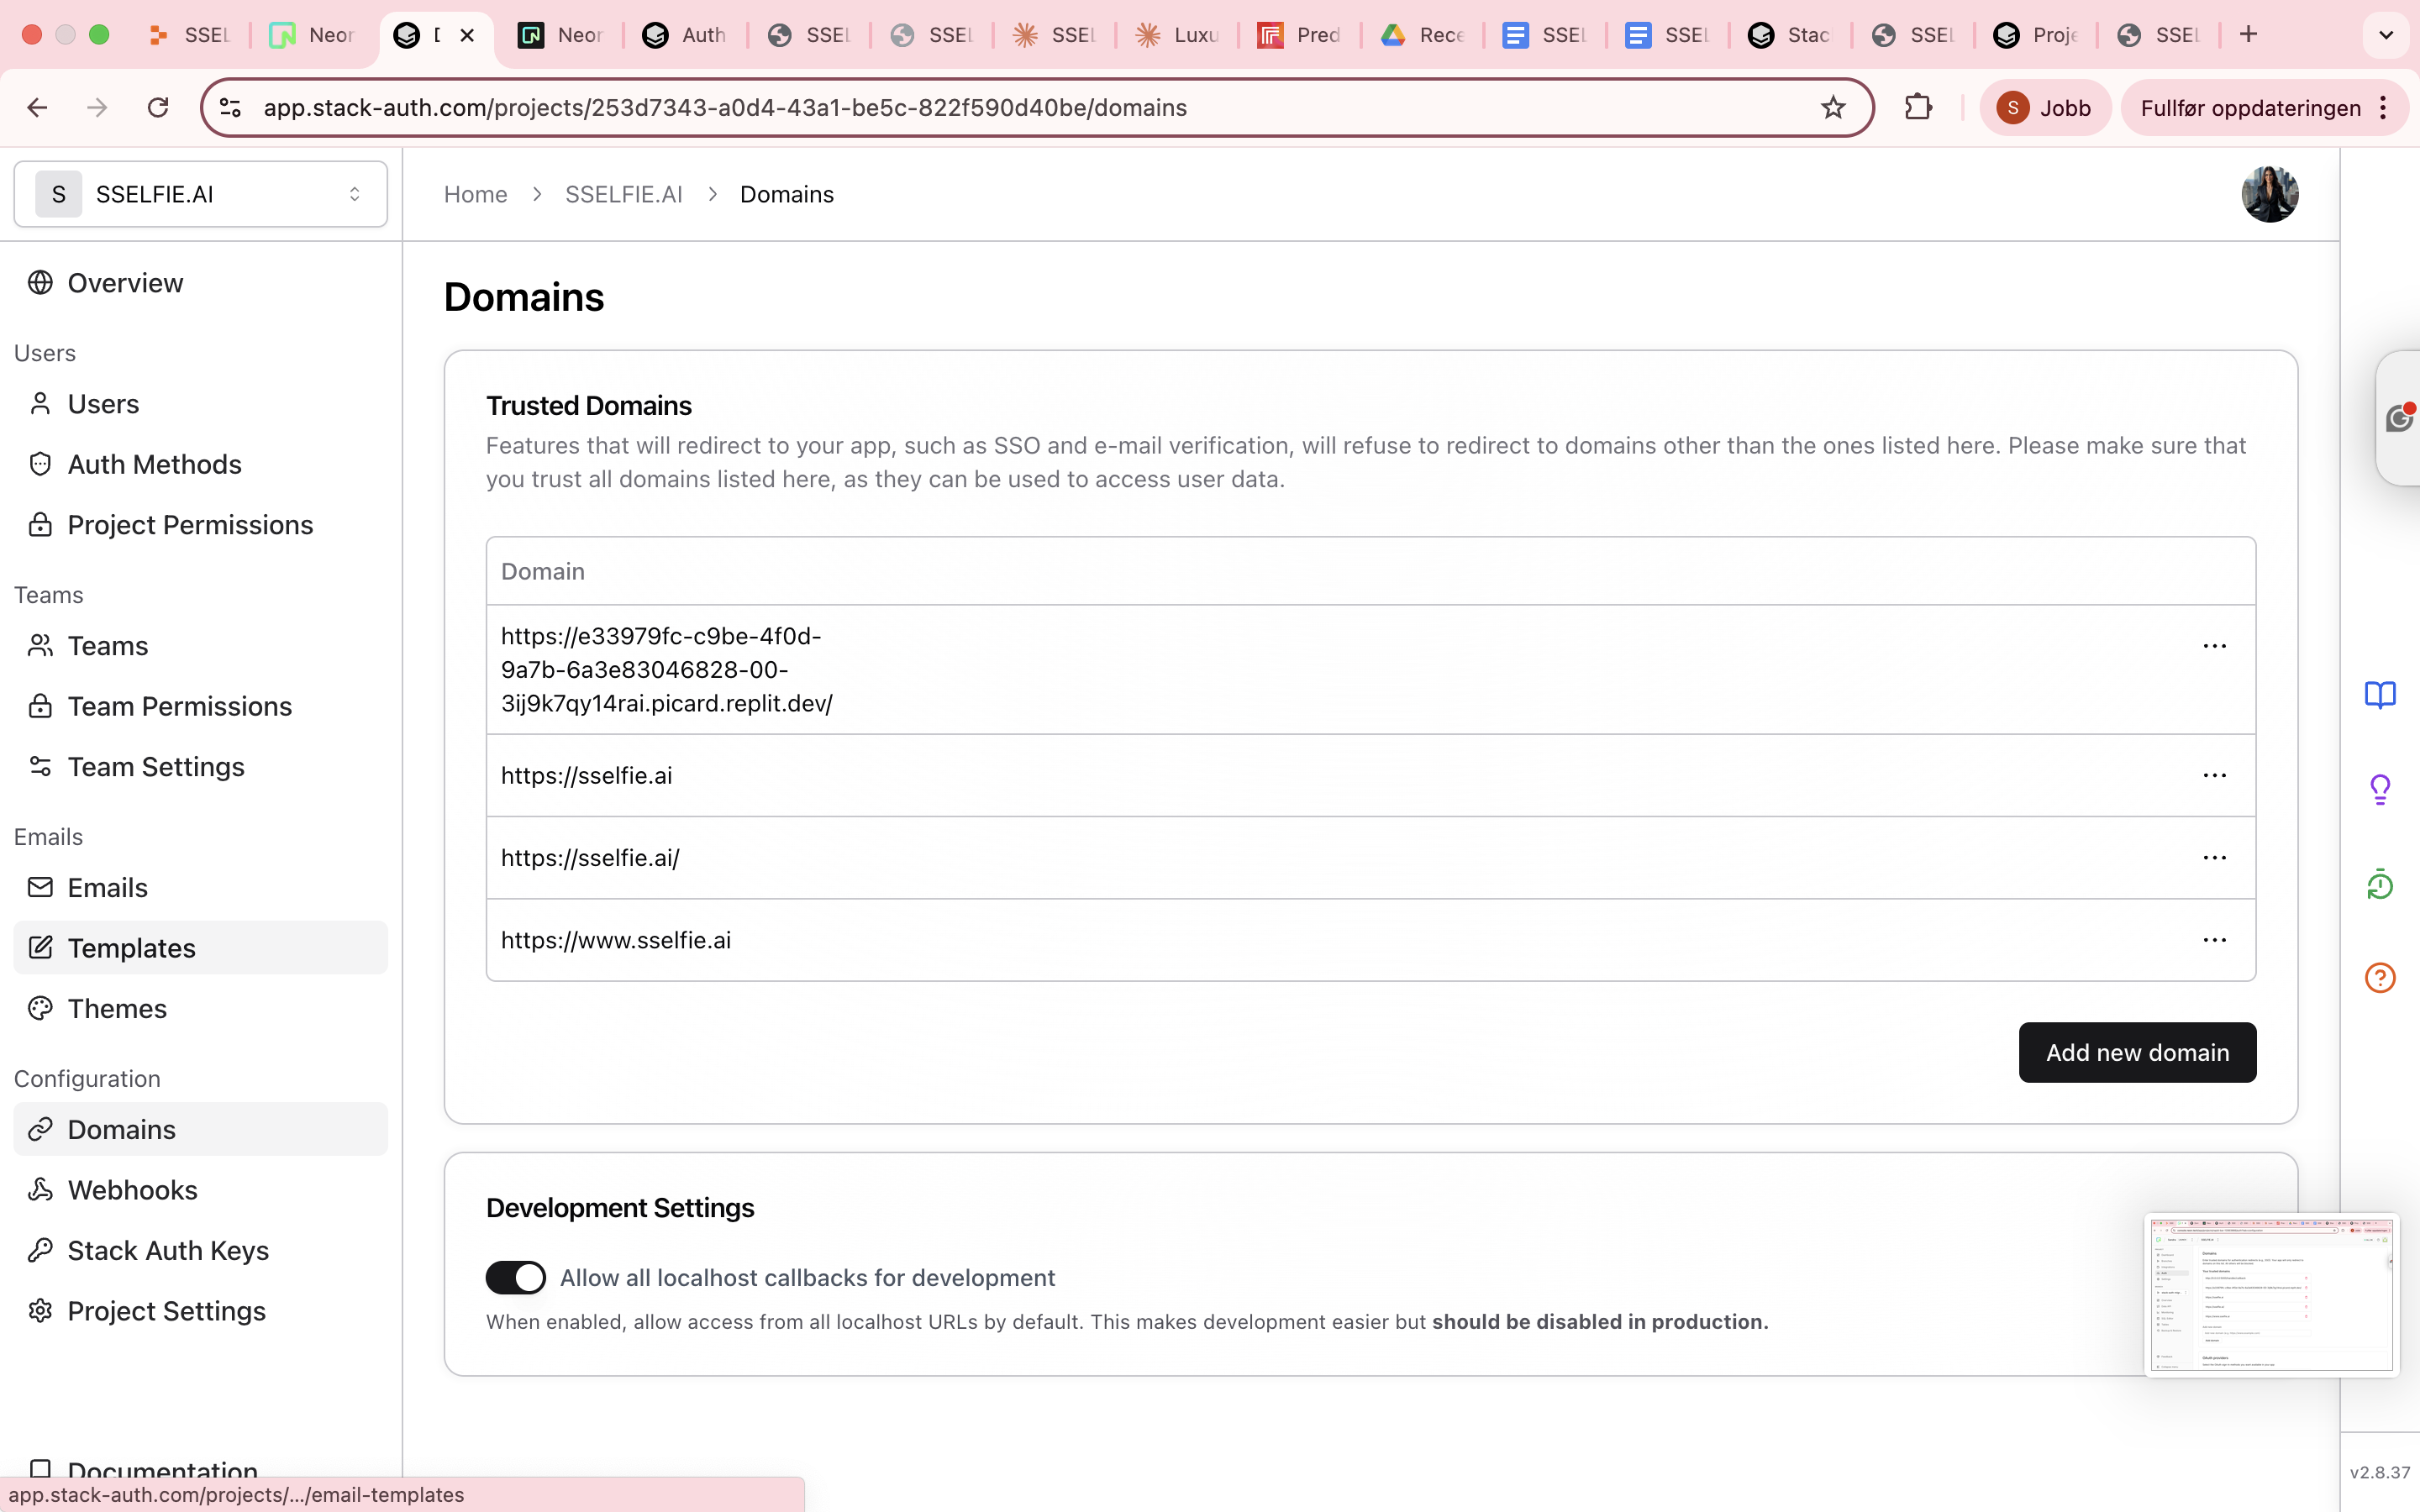 SSEL
Neor
Neor
Auth
SSEL
SSEL
SSEL
Luxu
Pred
Rece
SSEL
SSEL
Stac
SSEL
Proje
SSEL
app.stack-auth.com/projects/253d7343-a0d4-43a1-be5c-822f590d40be/domains
S
Jobb
Fullfør oppdateringen
S
SSELFIE.AI
Home
SSELFIE.AI
Domains
Overview
Users
Users
Auth Methods
Project Permissions
Teams
Teams
Team Permissions
Team Settings
Emails
Emails
Templates
Themes
Configuration
Domains
Webhooks
Stack Auth Keys
Project Settings
Documentation
app.stack-auth.com/projects/.../email-templates
Domains
Trusted Domains
Features that will redirect to your app, such as SSO and e-mail verification, will refuse to redirect to domains other than the ones listed here. Please make sure that
you trust all domains listed here, as they can be used to access user data.
Domain
https://e33979fc-c9be-4f0d-
9a7b-6a3e83046828-00-
3ij9k7qy14rai.picard.replit.dev/
https://sselfie.ai
https://sselfie.ai/
https://www.sselfie.ai
Add new domain
Development Settings
Allow all localhost callbacks for development
When enabled, allow access from all localhost URLs by default. This makes development easier but should be disabled in production.
v2.8.37